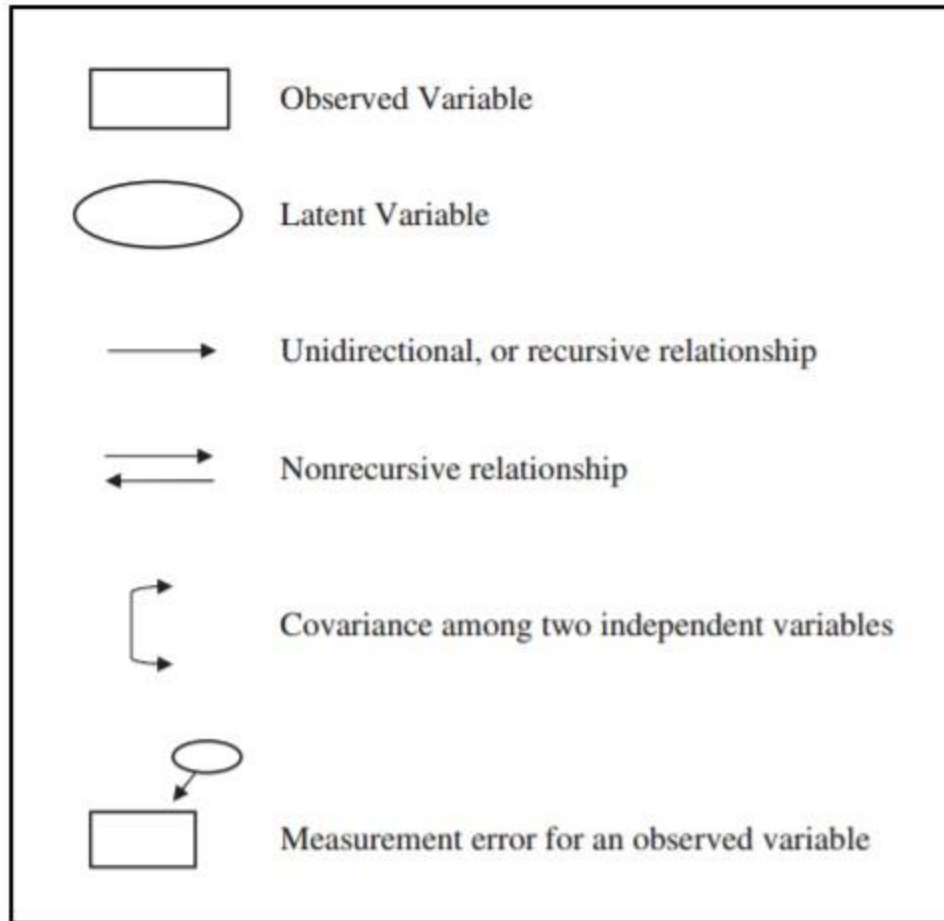 Observed Variable
Latent Variable
Unidirectional, or recursive relationship
Nonrecursive relationship
Covariance among two independent variables
Measurement error for an observed variable